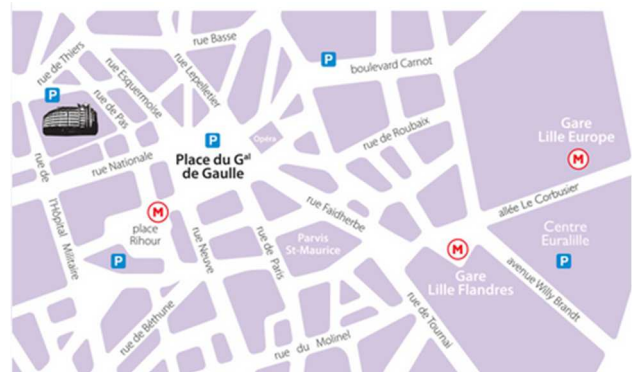 rue Basse
rue de Thiers
P
boulevard Carnot
rue Esquermoise
rue Lepelletier
P
rue de Pas
Gare
Lille Europe
M
rue de Roubaix
Opéra
P
Place du Gal
de Gaulle
rue Nationale
rue de
l'Hôpital Militaire
allée Le Corbusier
M
place
Rihour
rue Faidherbe
Centre
Euralille
P
rue Neuve
rue de Paris
Parvis
St-Maurice
M
Gare
Lille Flandres
P
avenue Willy Brandt
rue de Béthune
rue de Tournai
rue du Molinel